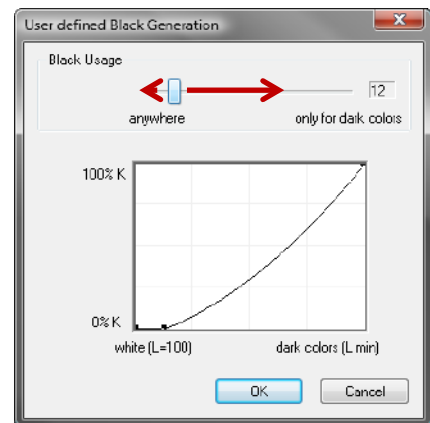 User defined Black Generation
Black Usage
12
anywhere
only for dark colors
100% K
0% K
white (L=100)
dark colors (L min)
OK
Cancel